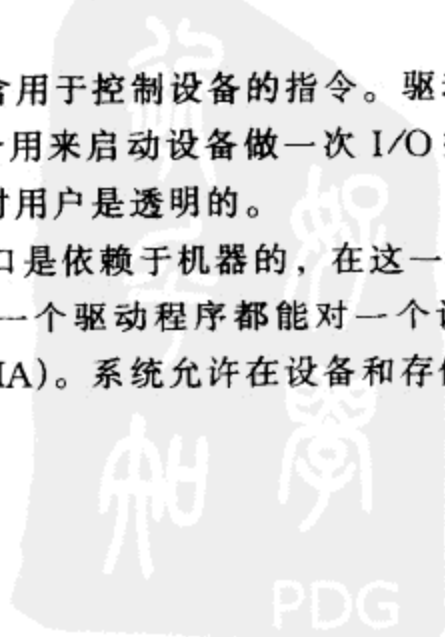 含用于控制设备的指令。驱
用来启动设备做一次 I/O
对用户是透明的。
口是依赖于机器的，在这一
一个驱动程序都能对一个
MA)。系统允许在设备和存
PDG